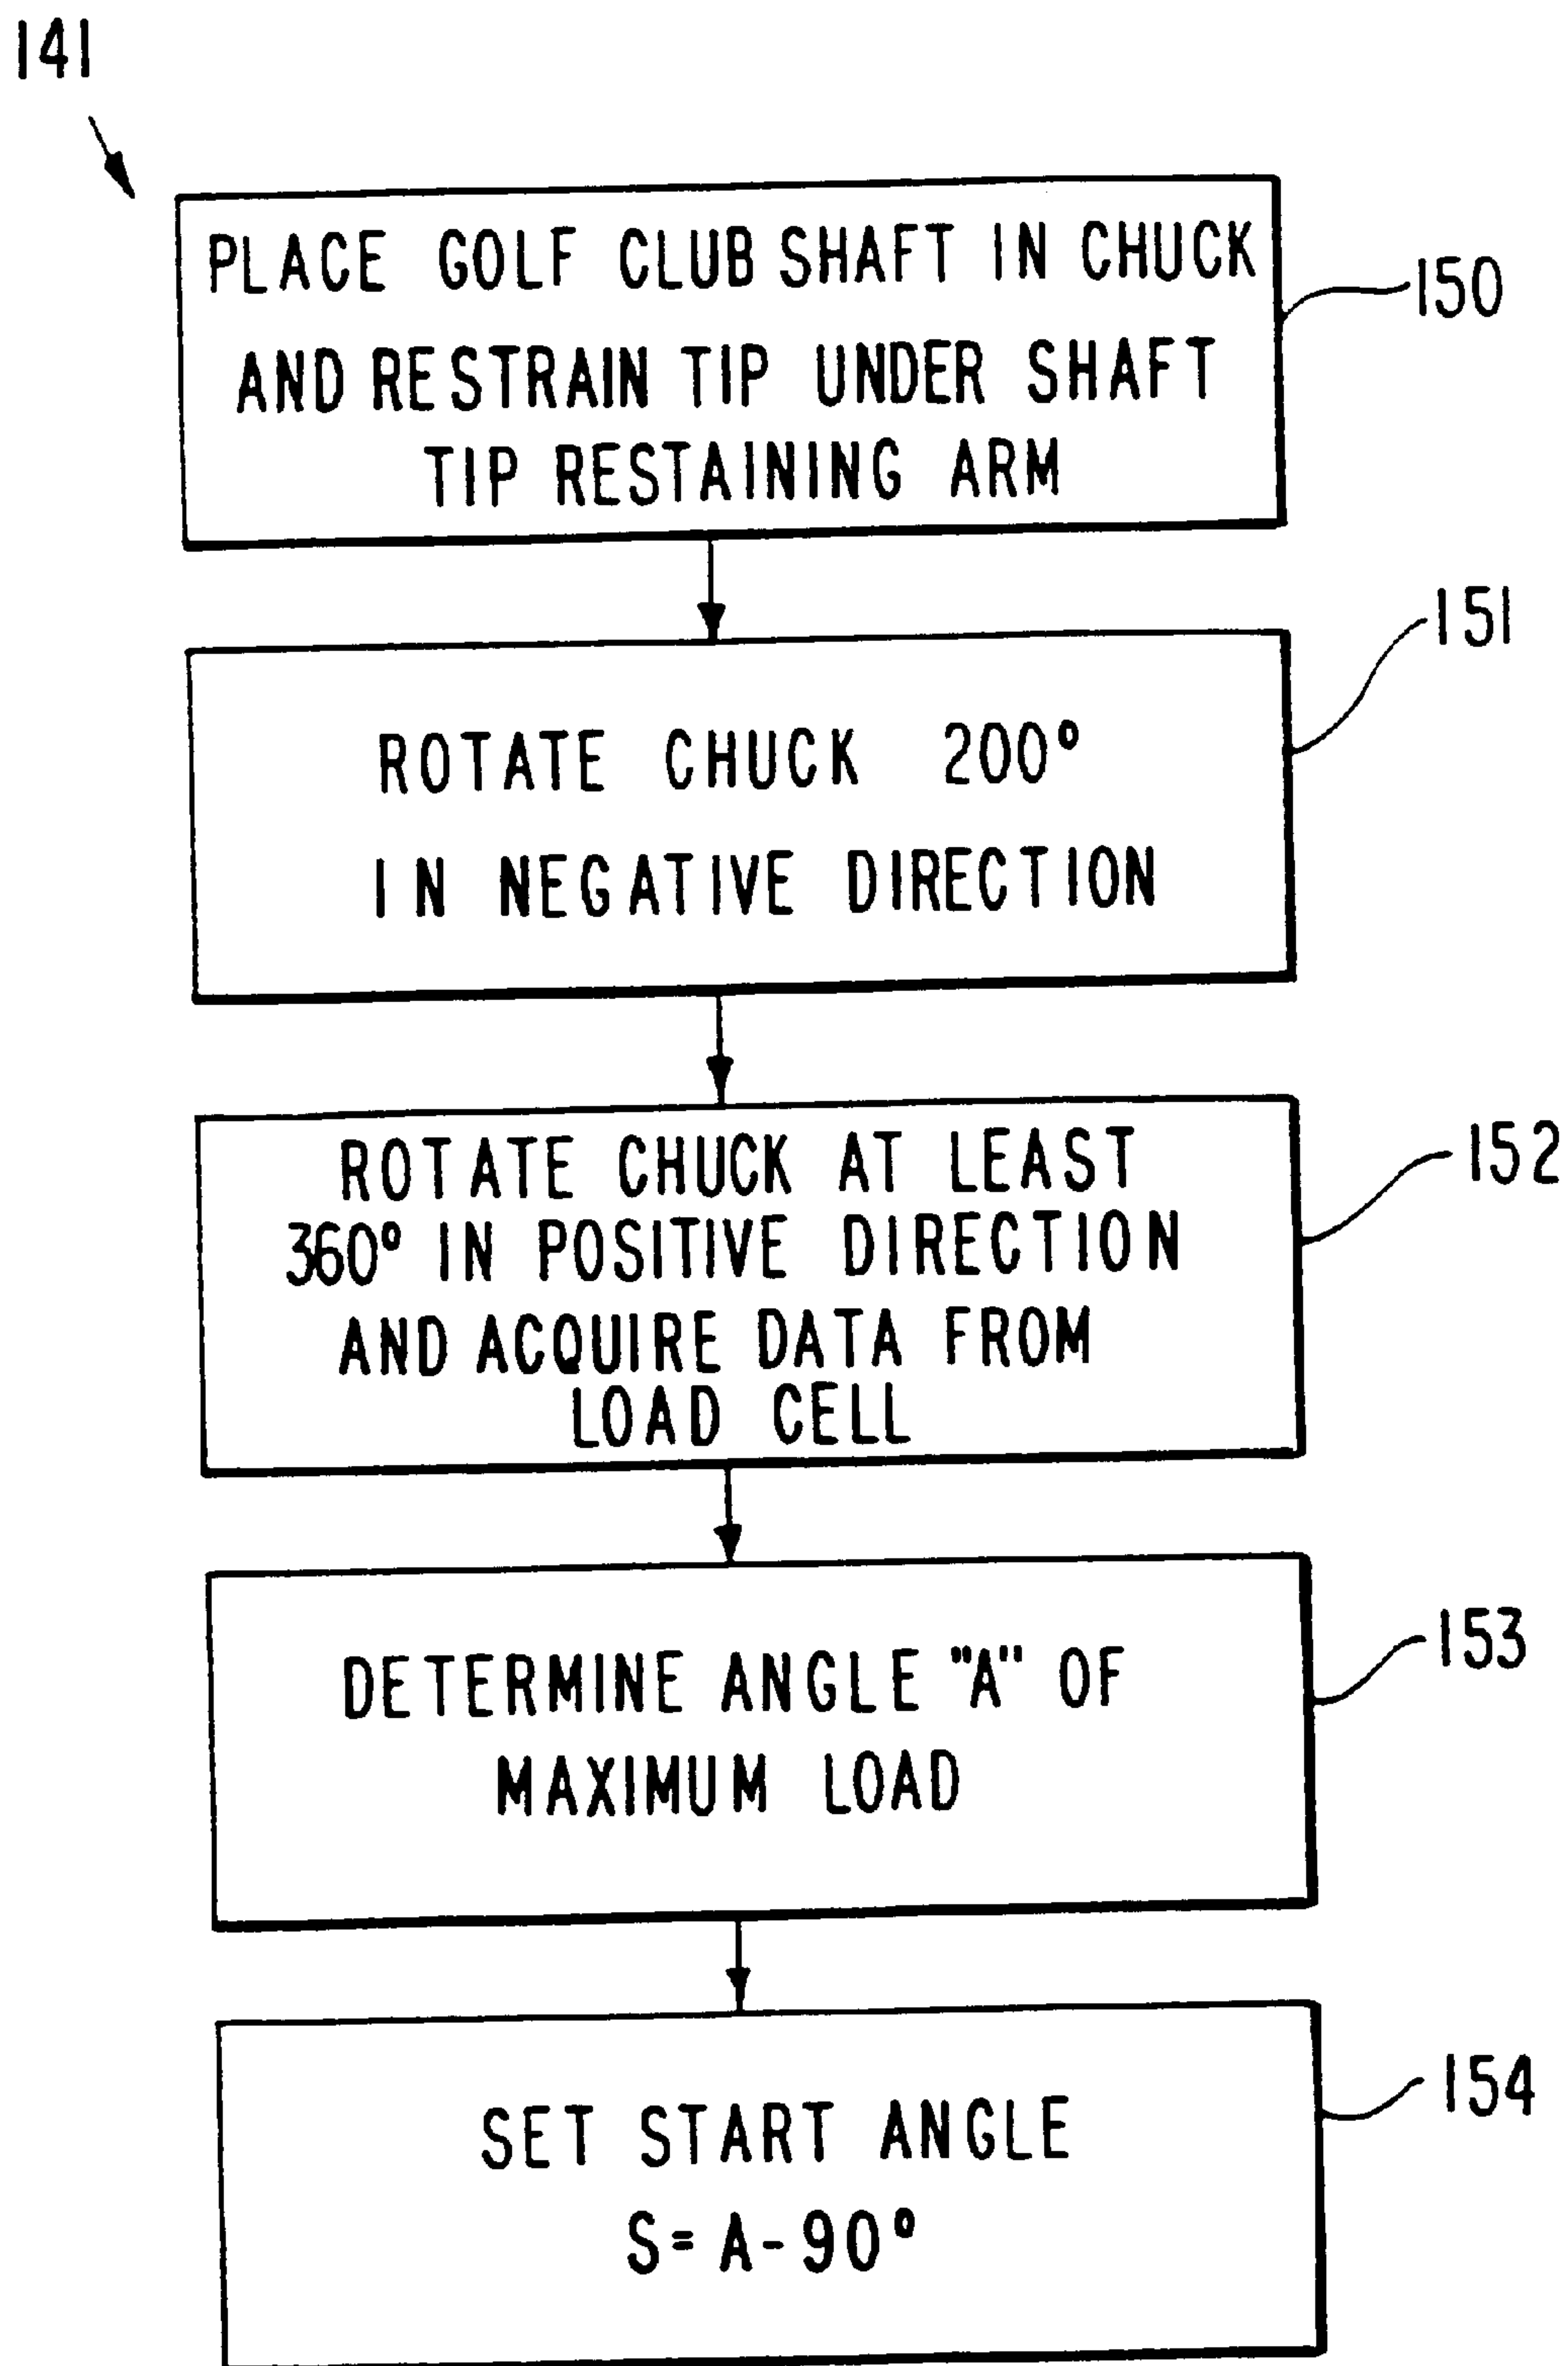 141
PLACE GOLF CLUB SHAFT IN CHUCK
AND RESTRAIN TIP UNDER SHAFT
TIP RESTAINING ARM
150
ROTATE CHUCK 200°
IN NEGATIVE DIRECTION
151
ROTATE CHUCK AT LEAST
360° IN POSITIVE DIRECTION
AND ACQUIRE DATA FROM
LOAD CELL
152
DETERMINE ANGLE "A" OF
MAXIMUM LOAD
153
SET START ANGLE
S=A-90°
154